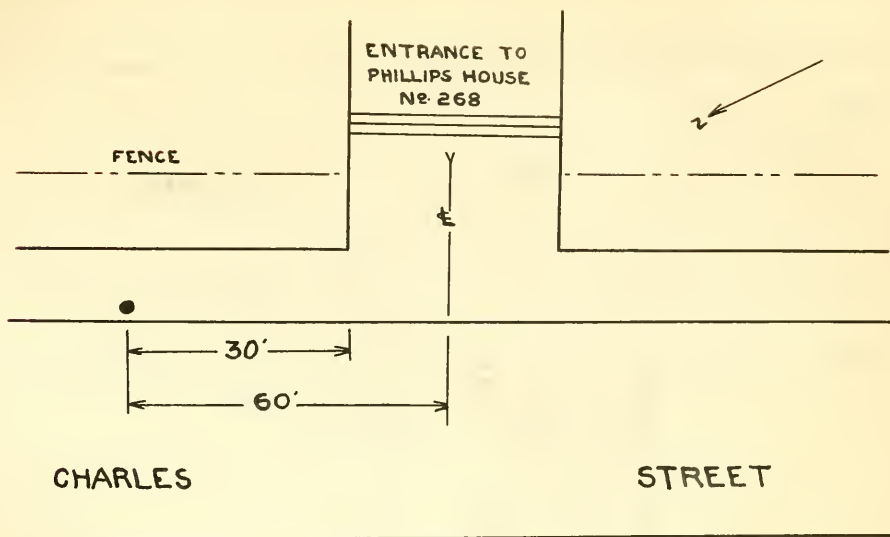 ENTRANCE TO
PHILLIPS HOUSE
No. 268
N
FENCE
℄
30'
60'
CHARLES STREET